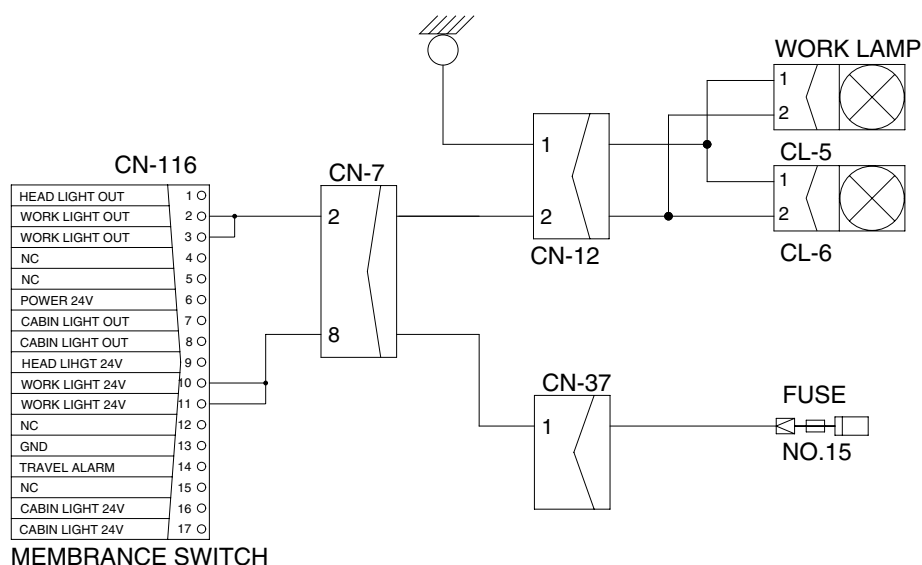 WORK LAMP
1
2
CL-5
1
2
CL-6
1
2
CN-12
CN-7
2
8
CN-116
HEAD LIGHT OUT 1
WORK LIGHT OUT 2
WORK LIGHT OUT 3
NC 4
NC 5
POWER 24V 6
CABIN LIGHT OUT 7
CABIN LIGHT OUT 8
HEAD LIHGT 24V 9
WORK LIGHT 24V 10
WORK LIGHT 24V 11
NC 12
GND 13
TRAVEL ALARM 14
NC 15
CABIN LIGHT 24V 16
CABIN LIGHT 24V 17
MEMBRANCE SWITCH
CN-37
1
FUSE
NO.15